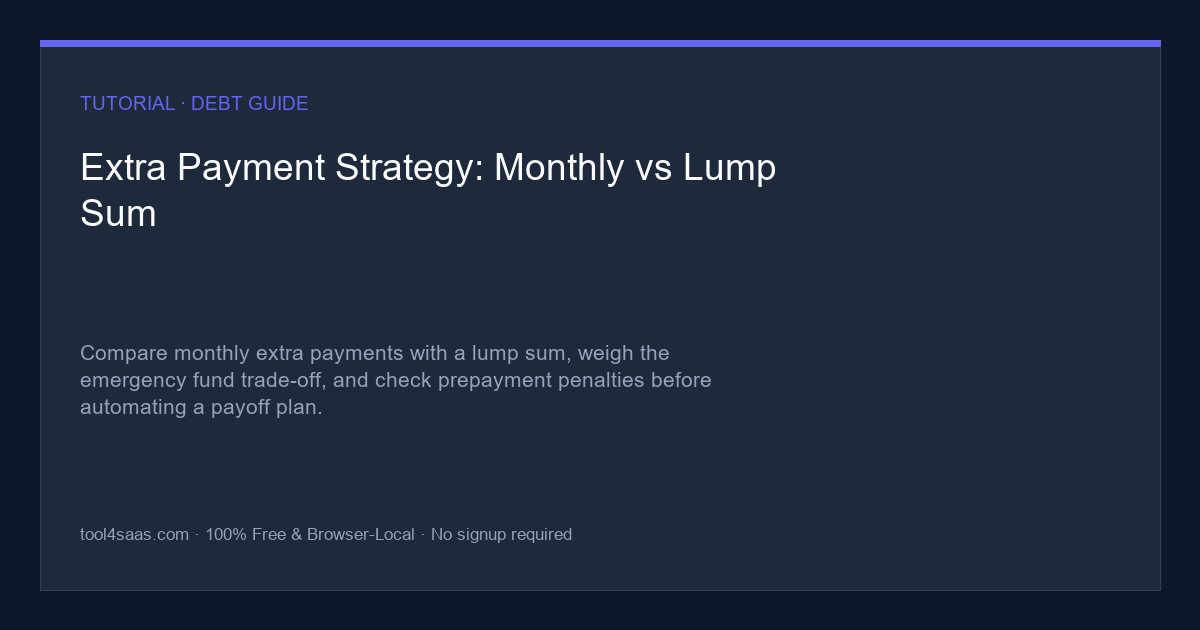 TUTORIAL · DEBT GUIDE
Extra Payment Strategy: Monthly vs Lump
Sum
Compare monthly extra payments with a lump sum, weigh the
emergency fund trade-off, and check prepayment penalties before
automating a payoff plan.
tool4saas.com · 100% Free & Browser-Local · No signup required